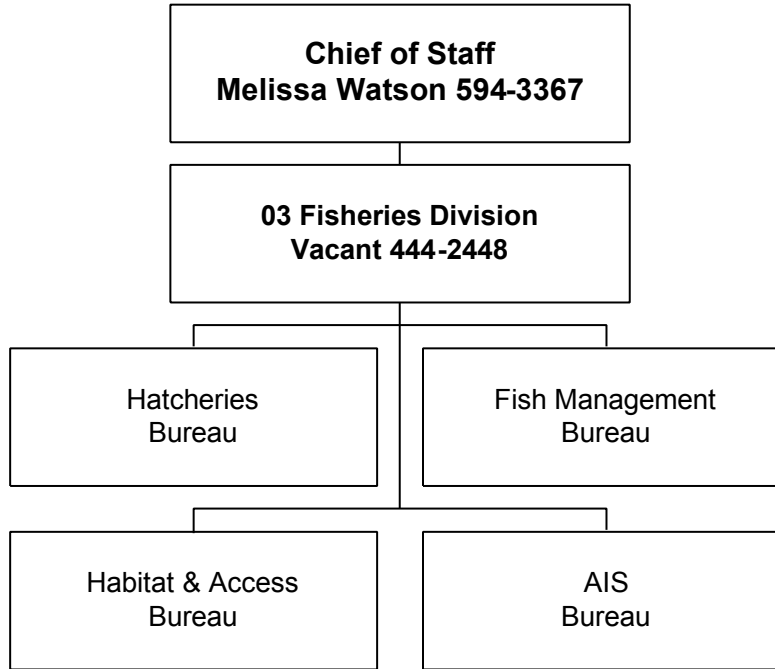 Chief of Staff
Melissa Watson 594-3367
03 Fisheries Division
Vacant 444-2448
Hatcheries
Bureau
Fish Management
Bureau
Habitat & Access
Bureau
AIS
Bureau